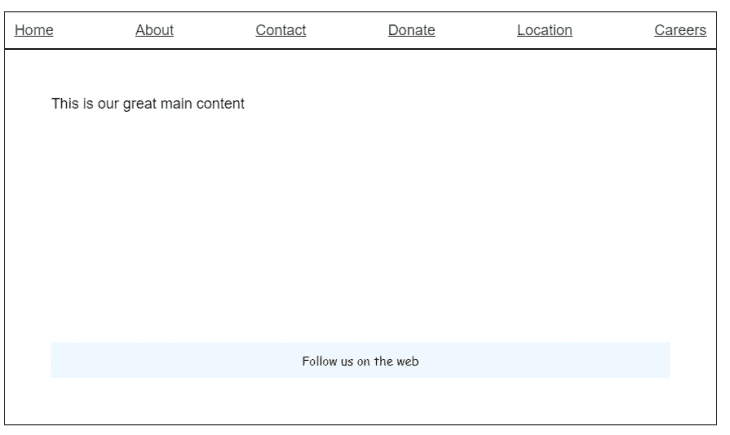 Home About Contact Donate Location Careers
This is our great main content
Follow us on the web